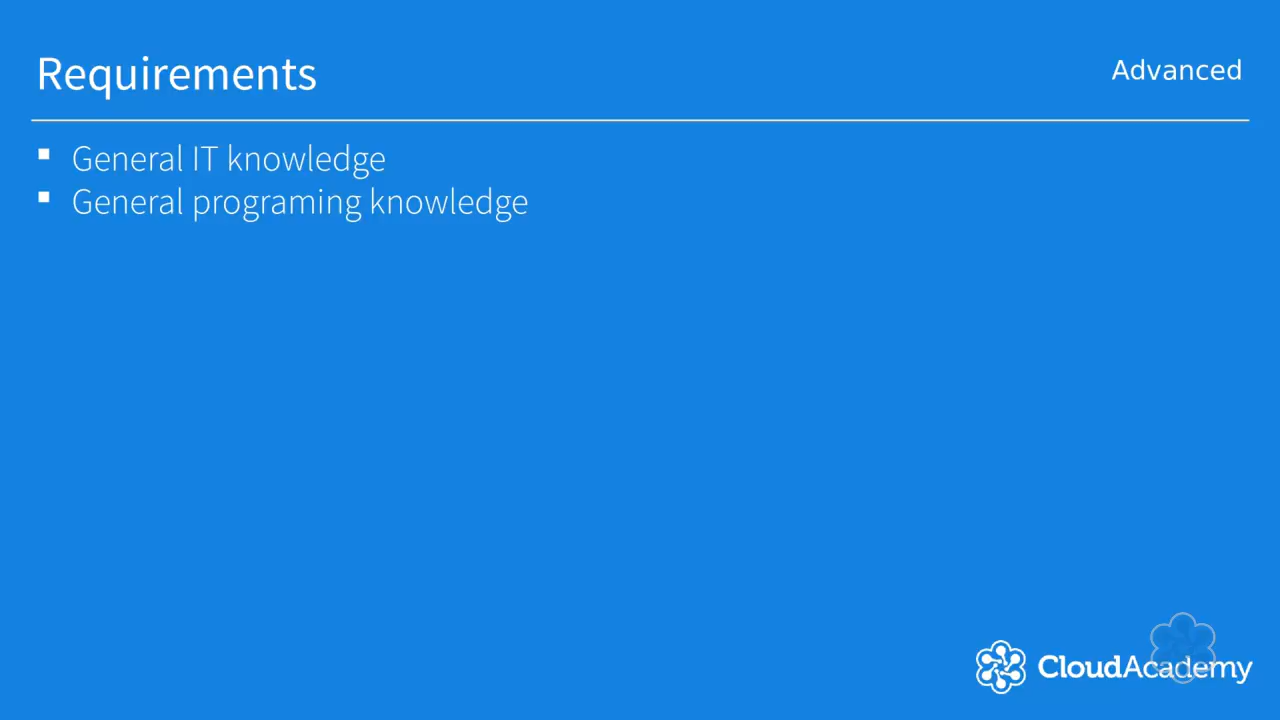 Requirements
Advanced
General IT knowledge
General programing knowledge
CloudAcademy